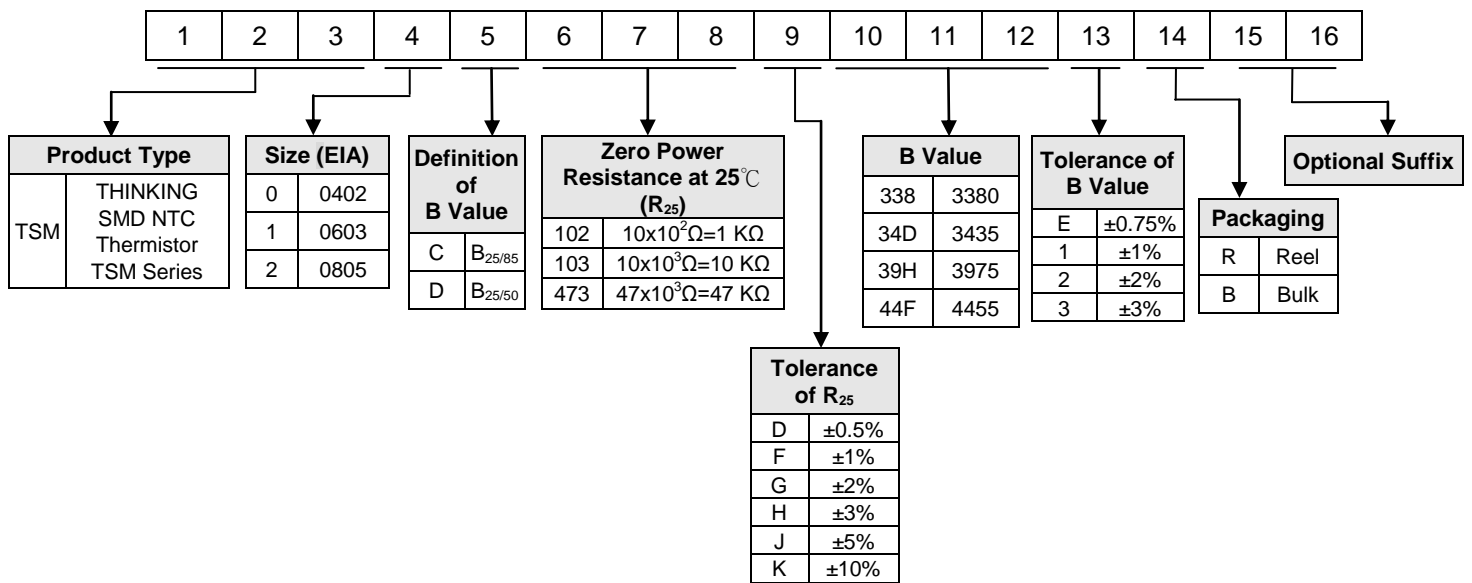 1 2 3 4 5 6 7 8 9 10 11 12 13 14 15 16
Product Type
TSM
THINKING
SMD NTC
Thermistor
TSM Series
Size (EIA)
0 0402
1 0603
2 0805
Definition
of
B Value
C B25/85
D B25/50
Zero Power
Resistance at 25℃
(R25)
102 10x10²Ω=1 KΩ
103 10x10³Ω=10 KΩ
473 47x10³Ω=47 KΩ
Tolerance
of R25
D ±0.5%
F ±1%
G ±2%
H ±3%
J ±5%
K ±10%
B Value
338 3380
34D 3435
39H 3975
44F 4455
Tolerance of
B Value
E ±0.75%
1 ±1%
2 ±2%
3 ±3%
Packaging
R Reel
B Bulk
Optional Suffix